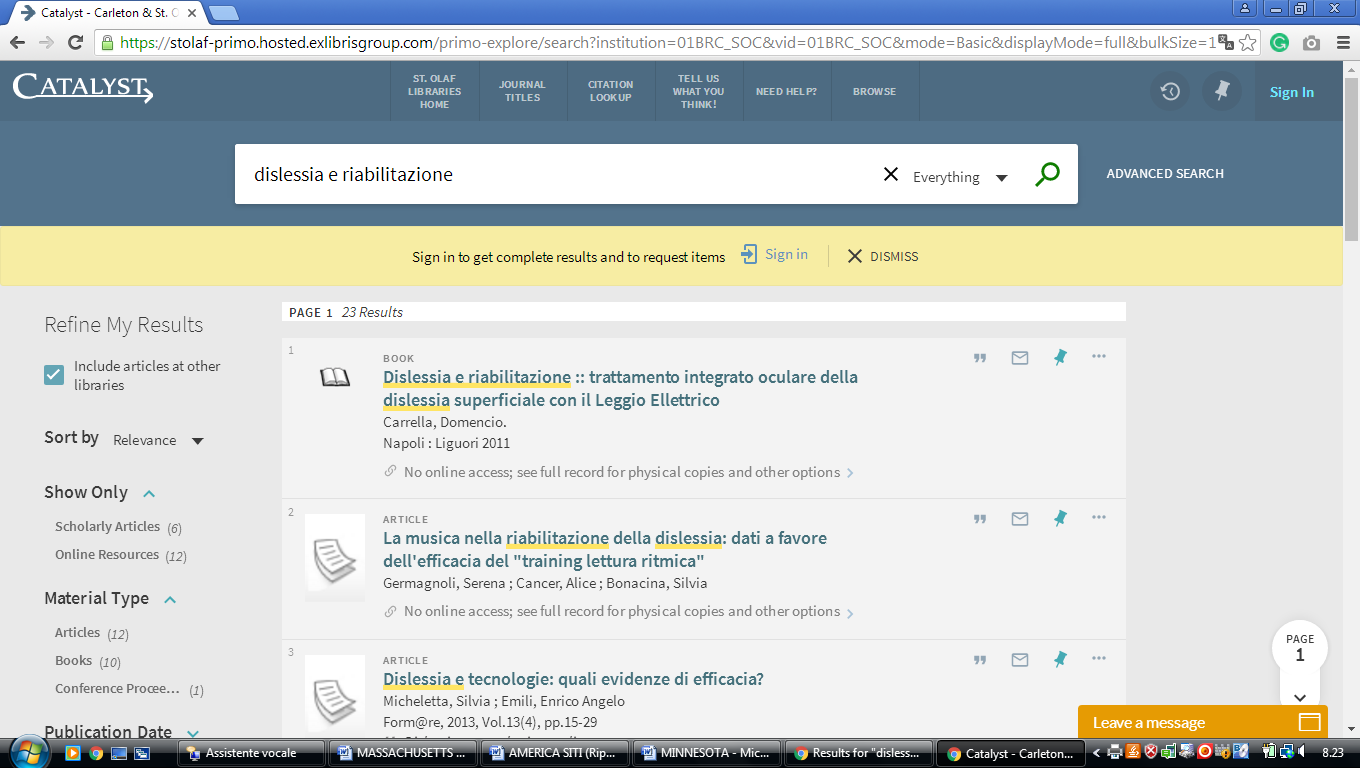 Catalyst - Carleton & St. O
https://stolaf-primo.hosted.exlibrisgroup.com/primo-explore/search?institution=01BRC_SOC&vid=01BRC_SOC&mode=Basic&displayMode=full&bulkSize=1
CATALYST
ST. OLAF
LIBRARIES
HOME
JOURNAL
TITLES
CITATION
LOOKUP
TELL US
WHAT YOU
THINK!
NEED HELP?
BROWSE
Sign In
dislessia e riabilitazione
Everything
ADVANCED SEARCH
Sign in to get complete results and to request items
Sign in
DISMISS
Refine My Results
Include articles at other
libraries
Sort by Relevance
Show Only
Scholarly Articles (6)
Online Resources (12)
Material Type
Articles (12)
Books (10)
Conference Procee... (1)
Publication Date
PAGE 1 23 Results
1
BOOK
Dislessia e riabilitazione :: trattamento integrato oculare della
dislessia superficiale con il Leggio Ellettrico
Carrella, Domencio.
Napoli : Liguori 2011
No online access; see full record for physical copies and other options
2
ARTICLE
La musica nella riabilitazione della dislessia: dati a favore
dell'efficacia del "training lettura ritmica"
Germagnoli, Serena ; Cancer, Alice ; Bonacina, Silvia
No online access; see full record for physical copies and other options
3
ARTICLE
Dislessia e tecnologie: quali evidenze di efficacia?
Micheletta, Silvia ; Emili, Enrico Angelo
Form@re, 2013, Vol.13(4), pp.15-29
PAGE
1
Leave a message
Assistente vocale
MASSACHUSETTS ...
AMERICA SITI (Rip...
MINNESOTA - Mic...
Results for "disless...
Catalyst - Carleton...
8.23